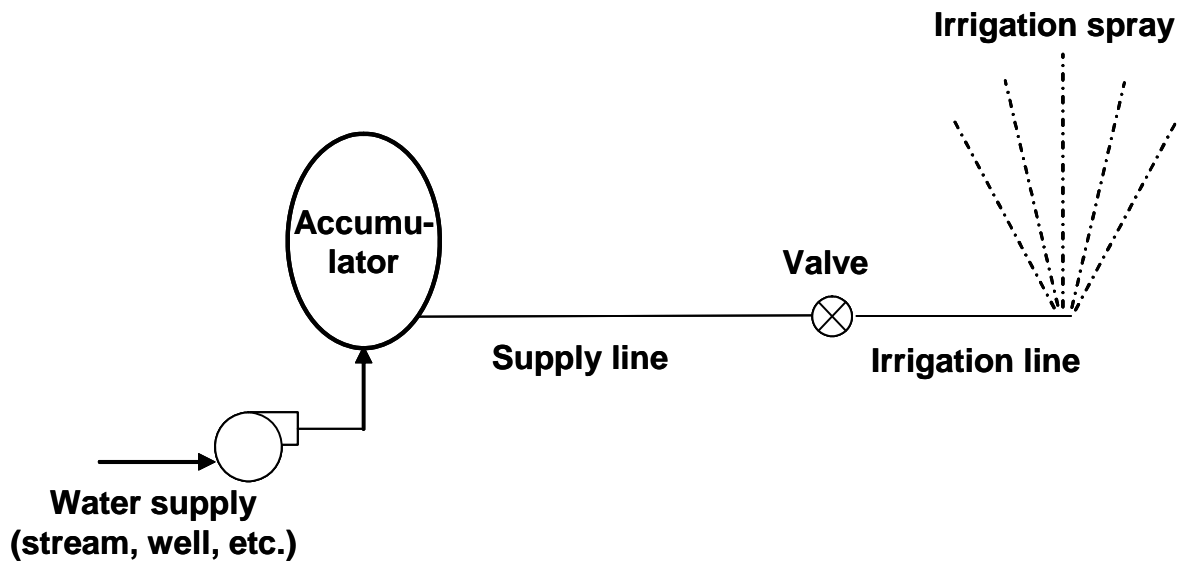 Irrigation spray
Accumu-
lator
Valve
Supply line
Irrigation line
Water supply
(stream, well, etc.)